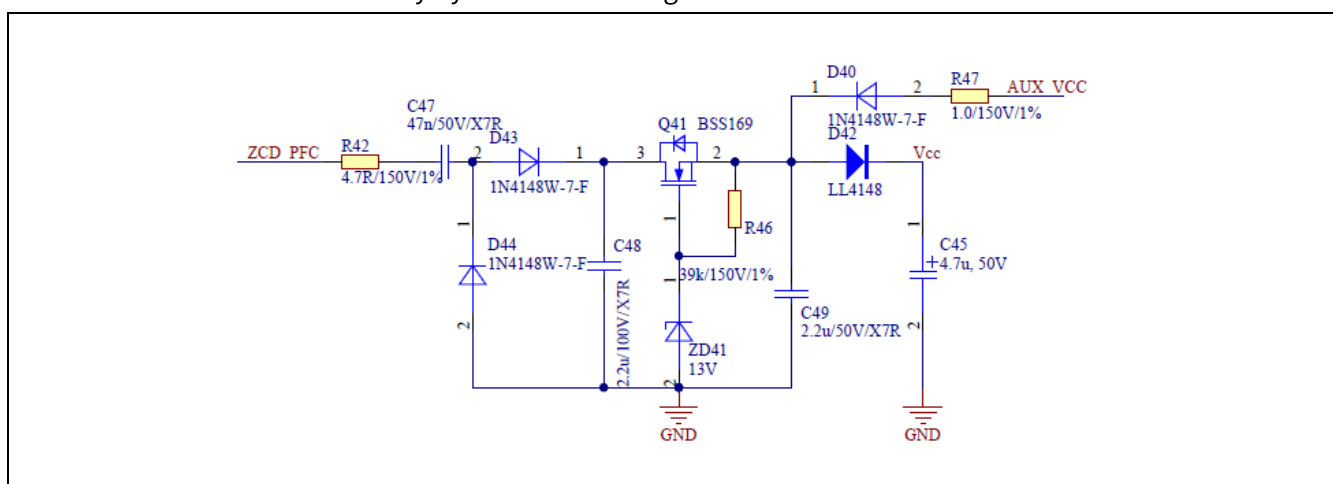 D40
R47
1
2
AUX_VCC
C47
47n/50V/X7R
1N4148W-7-F
1.0/150V/1%
Q41
BSS169
D42
D43
ZCD_PFC
R42
2
1
3
2
Vcc
4.7R/150V/1%
1N4148W-7-F
LL4148
1
1
R46
1
D44
C48
C45
1N4148W-7-F
39k/150V/1%
+
4.7u, 50V
1
2.2u/100V/X7R
C49
2
2.2u/50V/X7R
2
ZD41
13V
2
GND
GND